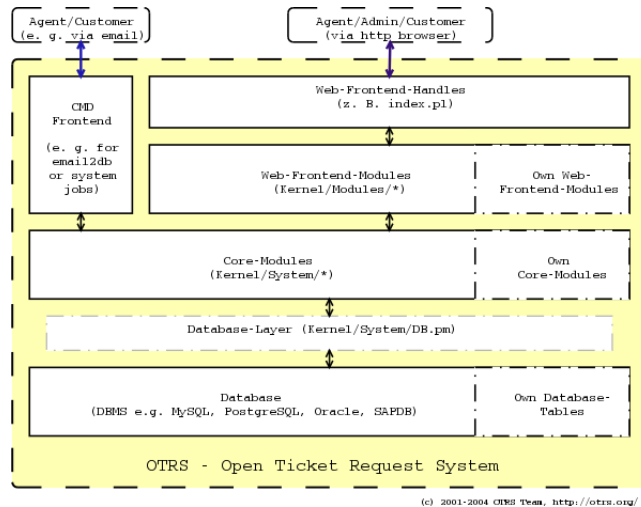 Agent/Customer
(e. g. via email)
Agent/Admin/Customer
(via http browser)
CMD
Frontend
(e. g. for
email2db
or system
jobs)
Web-Frontend-Handles
(z. B. index.pl)
Web-Frontend-Modules
(Kernel/Modules/*)
Own Web-
Frontend-Modules
Core-Modules
(Kernel/System/*)
Own
Core-Modules
Database-Layer (Kernel/System/DB.pm)
Database
(DBMS e.g. MySQL, PostgreSQL, Oracle, SAPDB)
Own Database-
Tables
OTRS - Open Ticket Request System
(c) 2001-2004 OTRS Team, http://otrs.org/